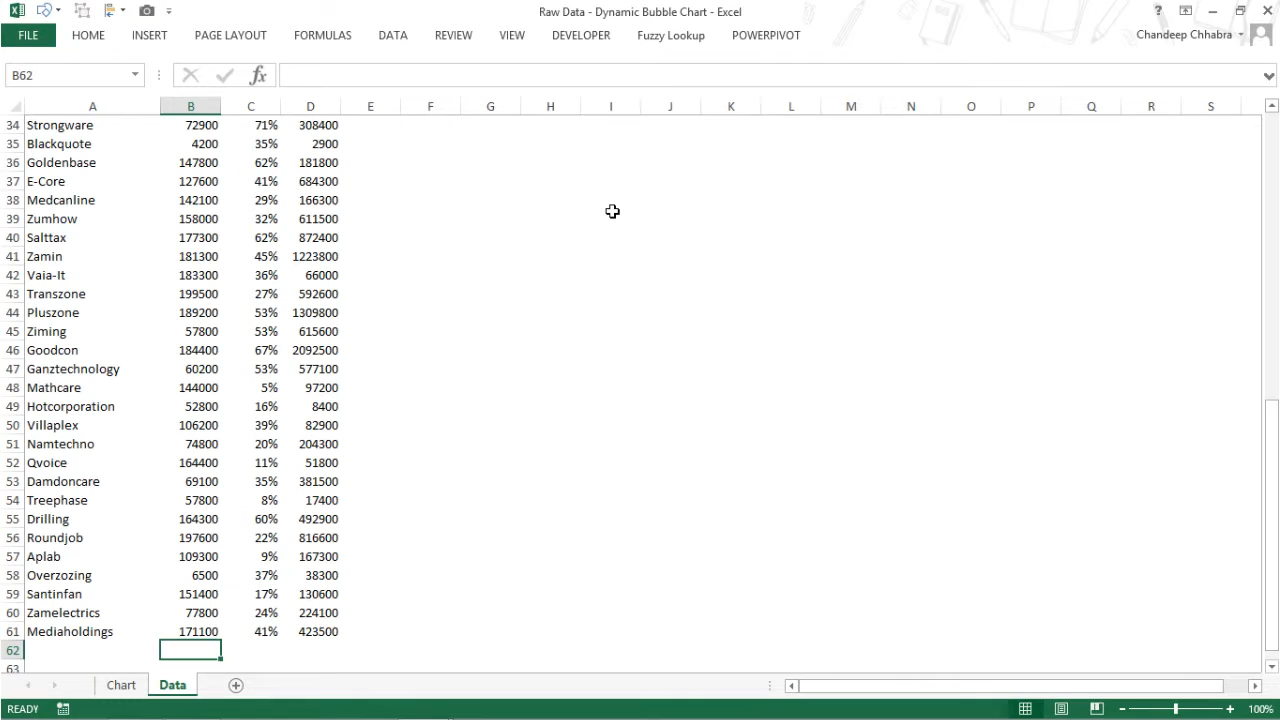 Raw Data - Dynamic Bubble Chart - Excel
?
FILE HOME INSERT PAGE LAYOUT FORMULAS DATA REVIEW VIEW DEVELOPER Fuzzy Lookup POWERPIVOT Chandeep Chhabra
B62 fx
A B C D E F G H I J K L M N O P Q R S
34 Strongware 72900 71% 308400
35 Blackquote 4200 35% 2900
36 Goldenbase 147800 62% 181800
37 E-Core 127600 41% 684300
38 Medcanline 142100 29% 166300
39 Zumhow 158000 32% 611500
40 Salttax 177300 62% 872400
41 Zamin 181300 45% 1223800
42 Vaia-It 183300 36% 66000
43 Transzone 199500 27% 592600
44 Pluszone 189200 53% 1309800
45 Ziming 57800 53% 615600
46 Goodcon 184400 67% 2092500
47 Ganztechnology 60200 53% 577100
48 Mathcare 144000 5% 97200
49 Hotcorporation 52800 16% 8400
50 Villaplex 106200 39% 82900
51 Namtechno 74800 20% 204300
52 Qvoice 164400 11% 51800
53 Damdoncare 69100 35% 381500
54 Treephase 57800 8% 17400
55 Drilling 164300 60% 492900
56 Roundjob 197600 22% 816600
57 Aplab 109300 9% 167300
58 Overzozing 6500 37% 38300
59 Santinfan 151400 17% 130600
60 Zamelectrics 77800 24% 224100
61 Mediaholdings 171100 41% 423500
62
63
Chart Data
READY 100%